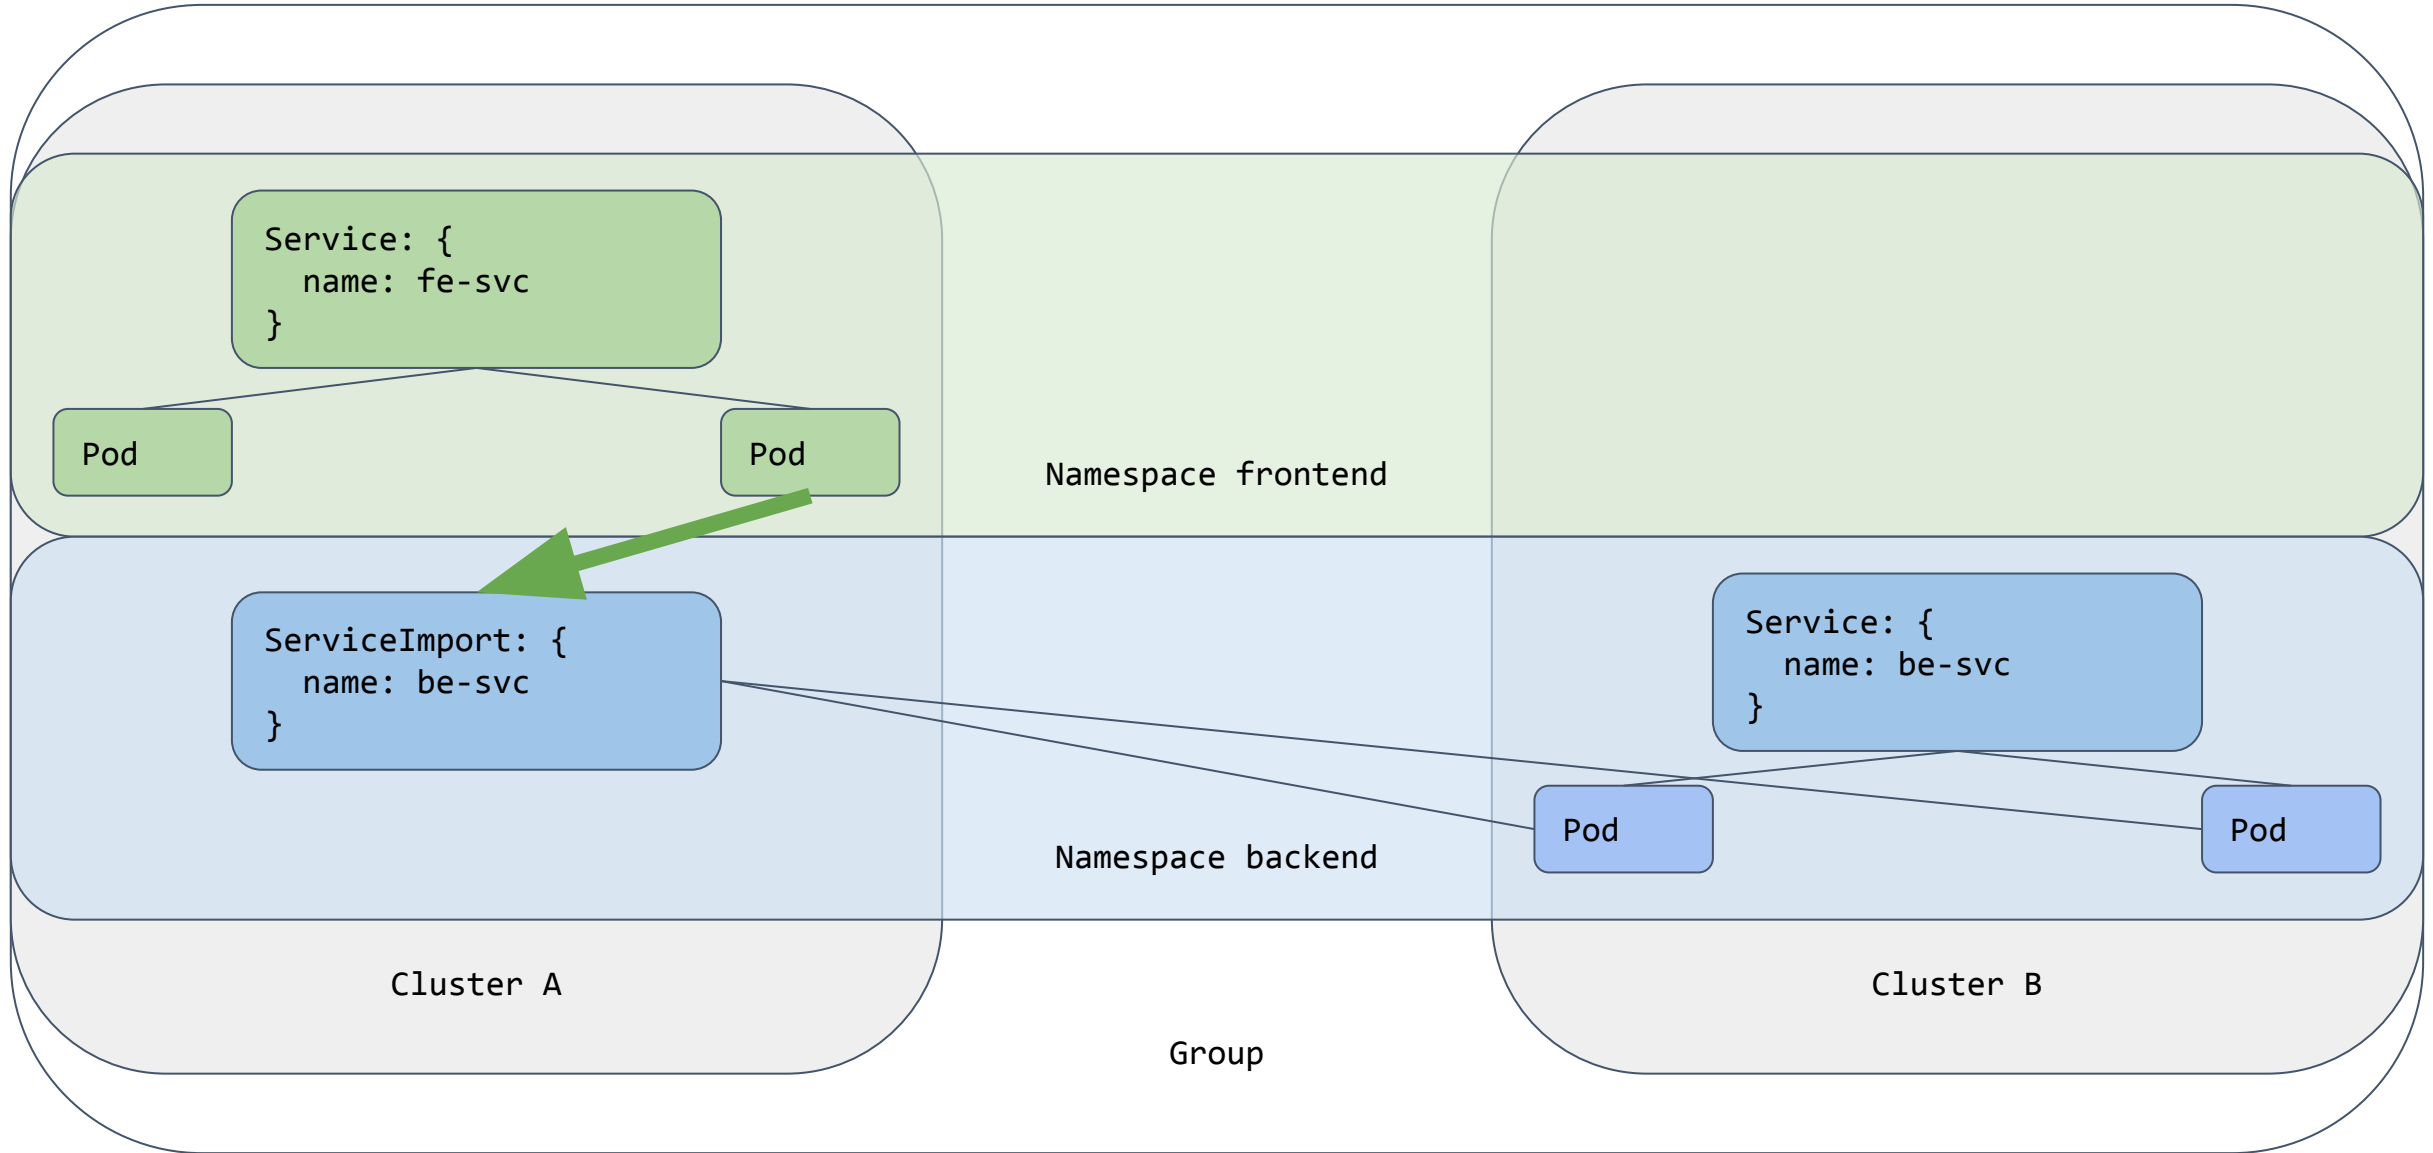 Service: {
  name: fe-svc
}
Pod
Pod
Namespace frontend
ServiceImport: {
  name: be-svc
}
Service: {
  name: be-svc
}
Pod
Pod
Namespace backend
Cluster A
Cluster B
Group